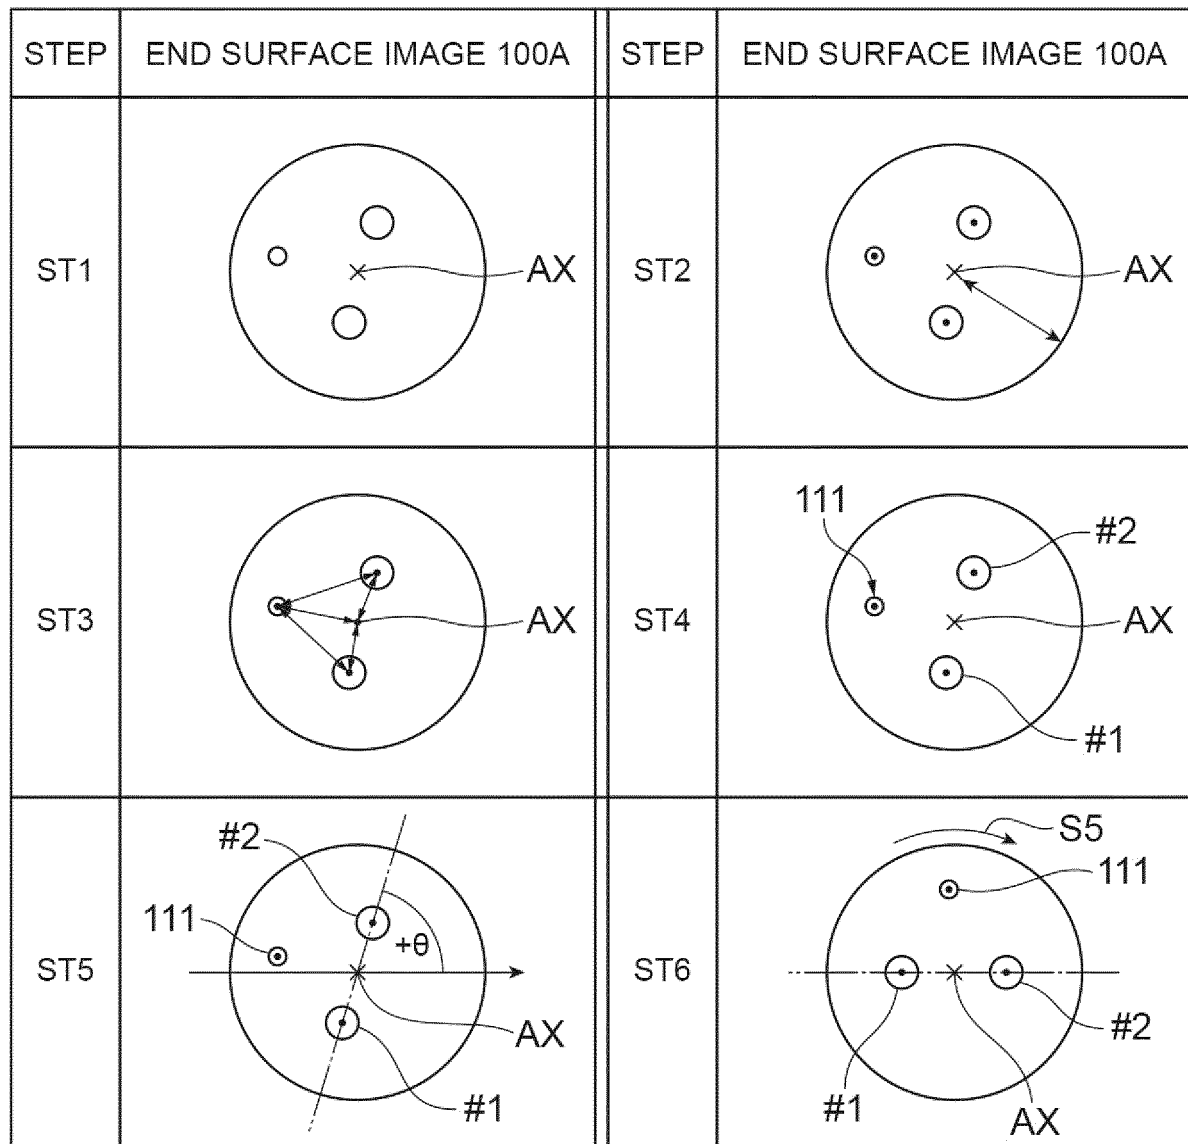 STEP END SURFACE IMAGE 100A STEP END SURFACE IMAGE 100A
ST1 AX ST2 AX
ST3 AX ST4 111 #2 AX #1
ST5 #2 111 +θ AX #1 ST6 S5 111 #1 #2 AX